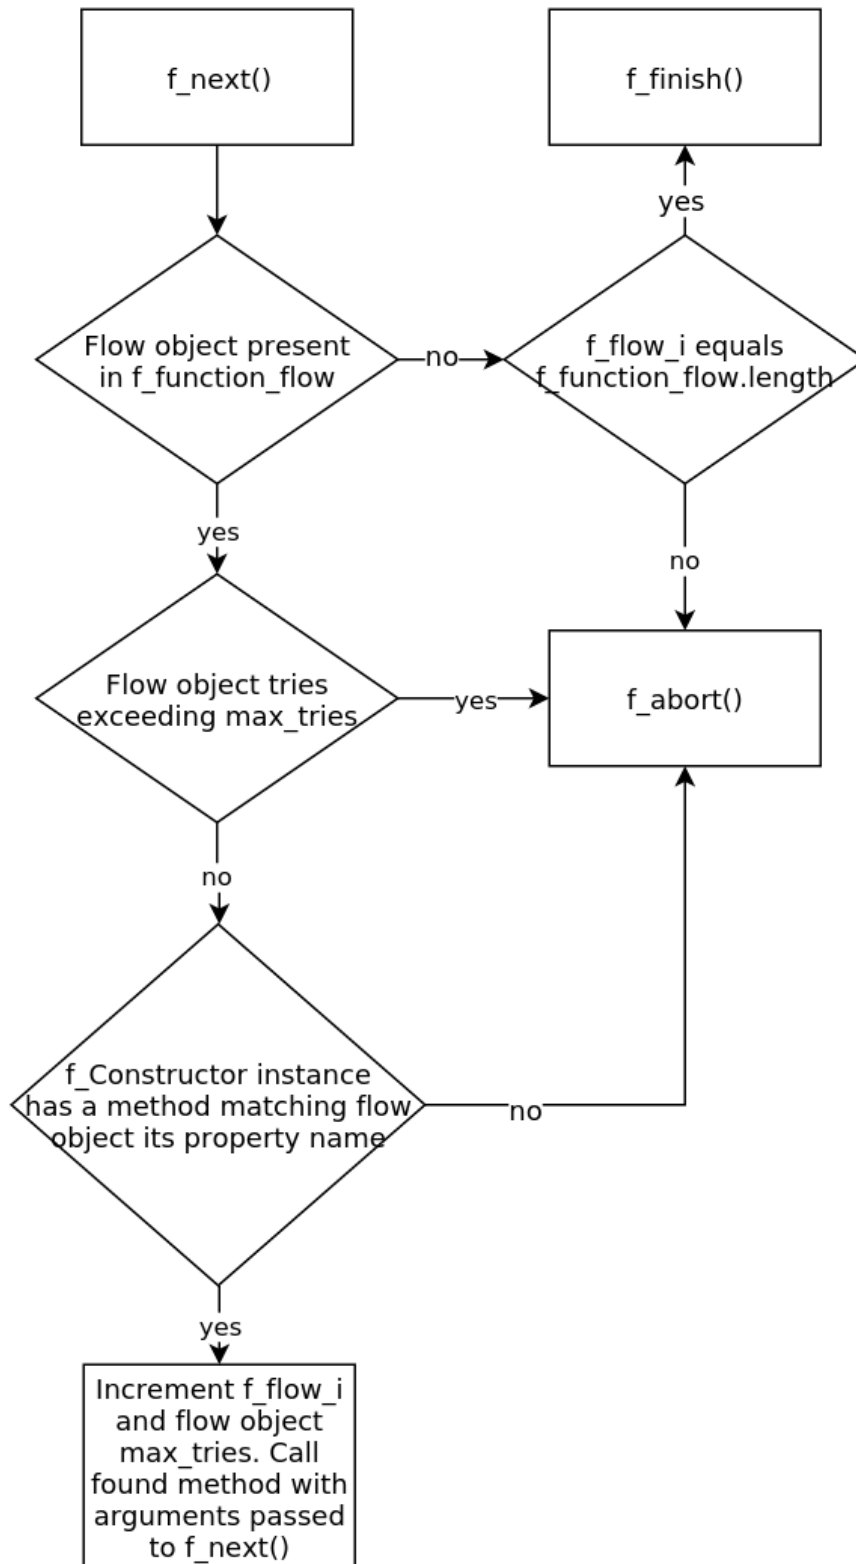 f_next()
f_finish()
yes
Flow object present
in f_function_flow
no
f_flow_i equals
f_function_flow.length
yes
no
Flow object tries
exceeding max_tries
yes
f_abort()
no
f_Constructor instance
has a method matching flow
object its property name
no
yes
Increment f_flow_i
and flow object
max_tries. Call
found method with
arguments passed
to f_next()